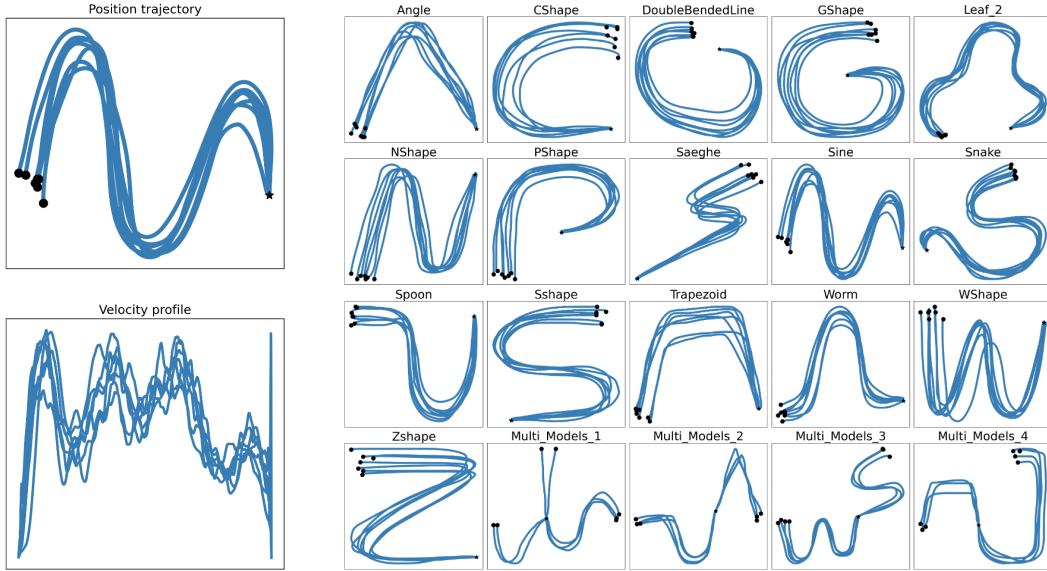 Position trajectory
Velocity profile
Angle CShape DoubleBendedLine GShape Leaf_2
NShape PShape Saeghe Sine Snake
Spoon Sshape Trapezoid Worm WShape
Zshape Multi_Models_1 Multi_Models_2 Multi_Models_3 Multi_Models_4